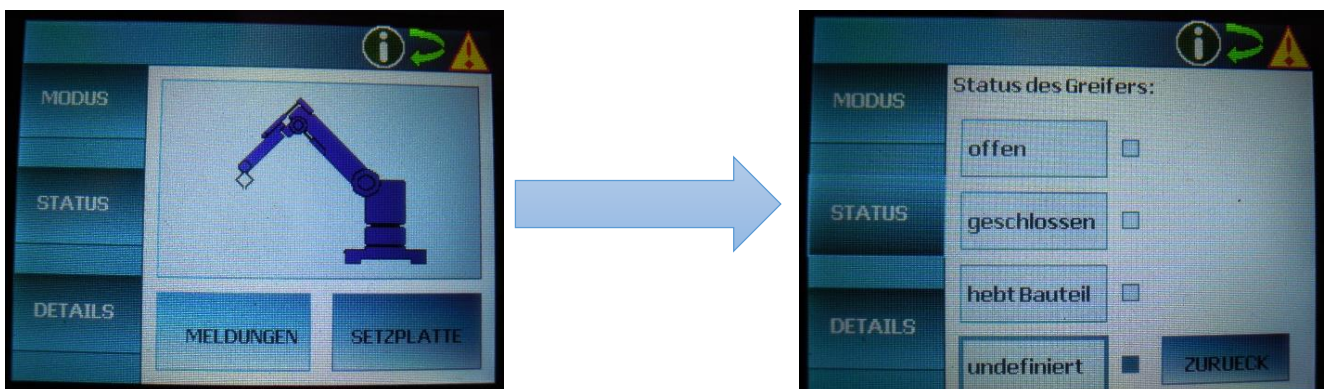 MODUS
STATUS
DETAILS
MELDUNGEN
SETZPLATTE
MODUS
STATUS
DETAILS
Status des Greifers:
offen
geschlossen
hebt Bauteil
undefiniert
ZURUECK